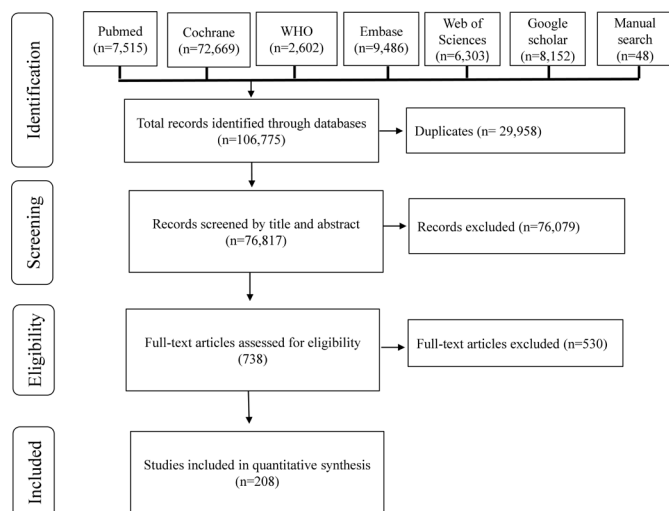 Pubmed
(n=7,515)
Cochrane
(n=72,669)
WHO
(n=2,602)
Embase
(n=9,486)
Web of
Sciences
(n=6,303}
Google
scholar
(n=8,152)
Manual
search
(n=48)
Identification
Total records identified through databases
(n=106,775)
Duplicates (n= 29,958
Screening
Records screened by title and abstract
(n=76,817)
Records excluded (n=76,079)
Eligibility
Full-text articles assessed for eligibility
(738)
Full-text articles excluded (n=530)
Included
Studies included in quantitative synthesis
(n=208)